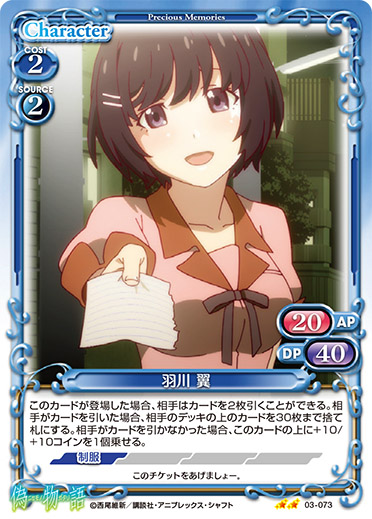 Precious Memories
Character
COST
2
SOURCE
2
20 AP
DP 40
羽川 翼
このカードが登場した場合、相手はカードを2枚引くことができる。相
手がカードを引いた場合、相手のデッキの上のカードを30枚まで捨て
札にする。相手がカードを引かなかった場合、このカードの上に+10/
+10コインを1個乗せる。
制服
このチケットをあげましょー。
偽物語
©西尾維新／講談社・アニプレックス・シャフト
03-073